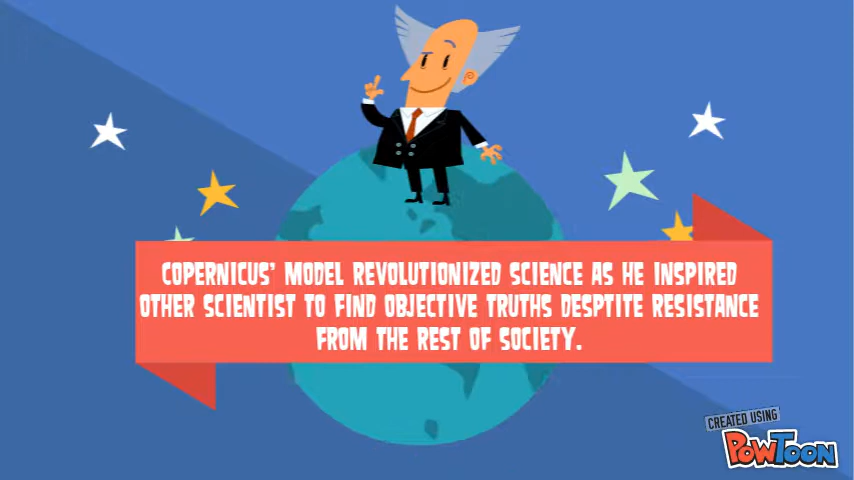 COPERNICUS' MODEL REVOLUTIONIZED SCIENCE AS HE INSPIRED
OTHER SCIENTIST TO FIND OBJECTIVE TRUTHS DESPTITE RESISTANCE
FROM THE REST OF SOCIETY.
CREATED USING
POWTOON